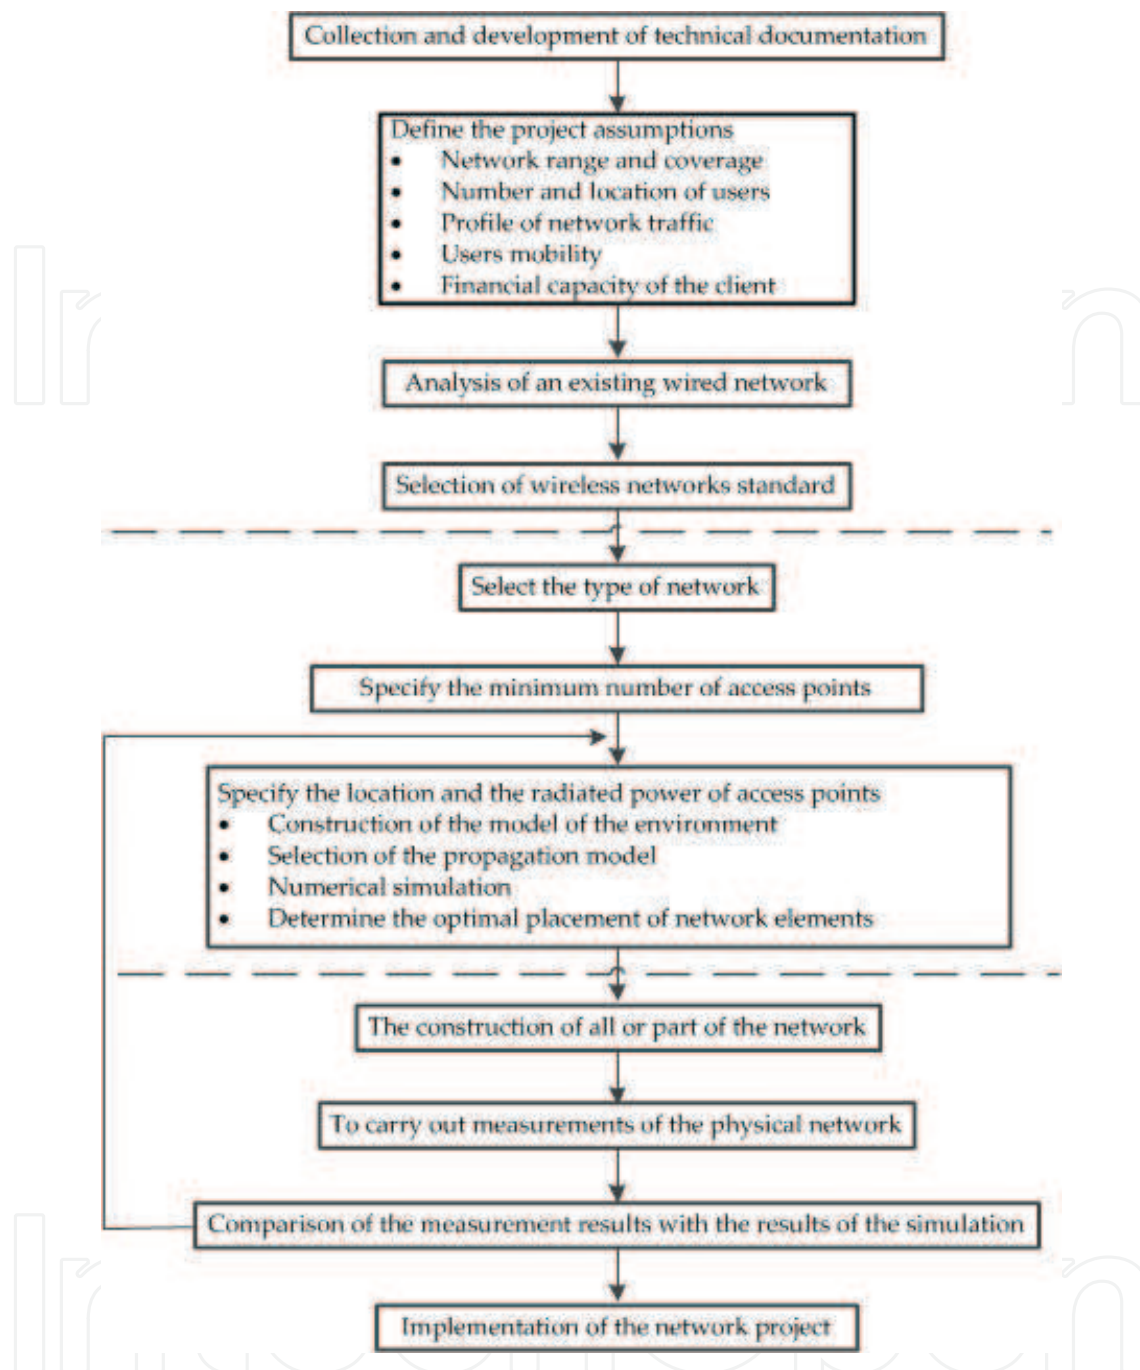 Collection and development of technical documentation
Define the project assumptions
• Network range and coverage
• Number and location of users
• Profile of network traffic
• Users mobility
• Financial capacity of the client
Analysis of an existing wired network
Selection of wireless networks standard
Select the type of network
Specify the minimum number of access points
Specify the location and the radiated power of access points
• Construction of the model of the environment
• Selection of the propagation model
• Numerical simulation
• Determine the optimal placement of network elements
The construction of all or part of the network
To carry out measurements of the physical network
Comparison of the measurement results with the results of the simulation
Implementation of the network project